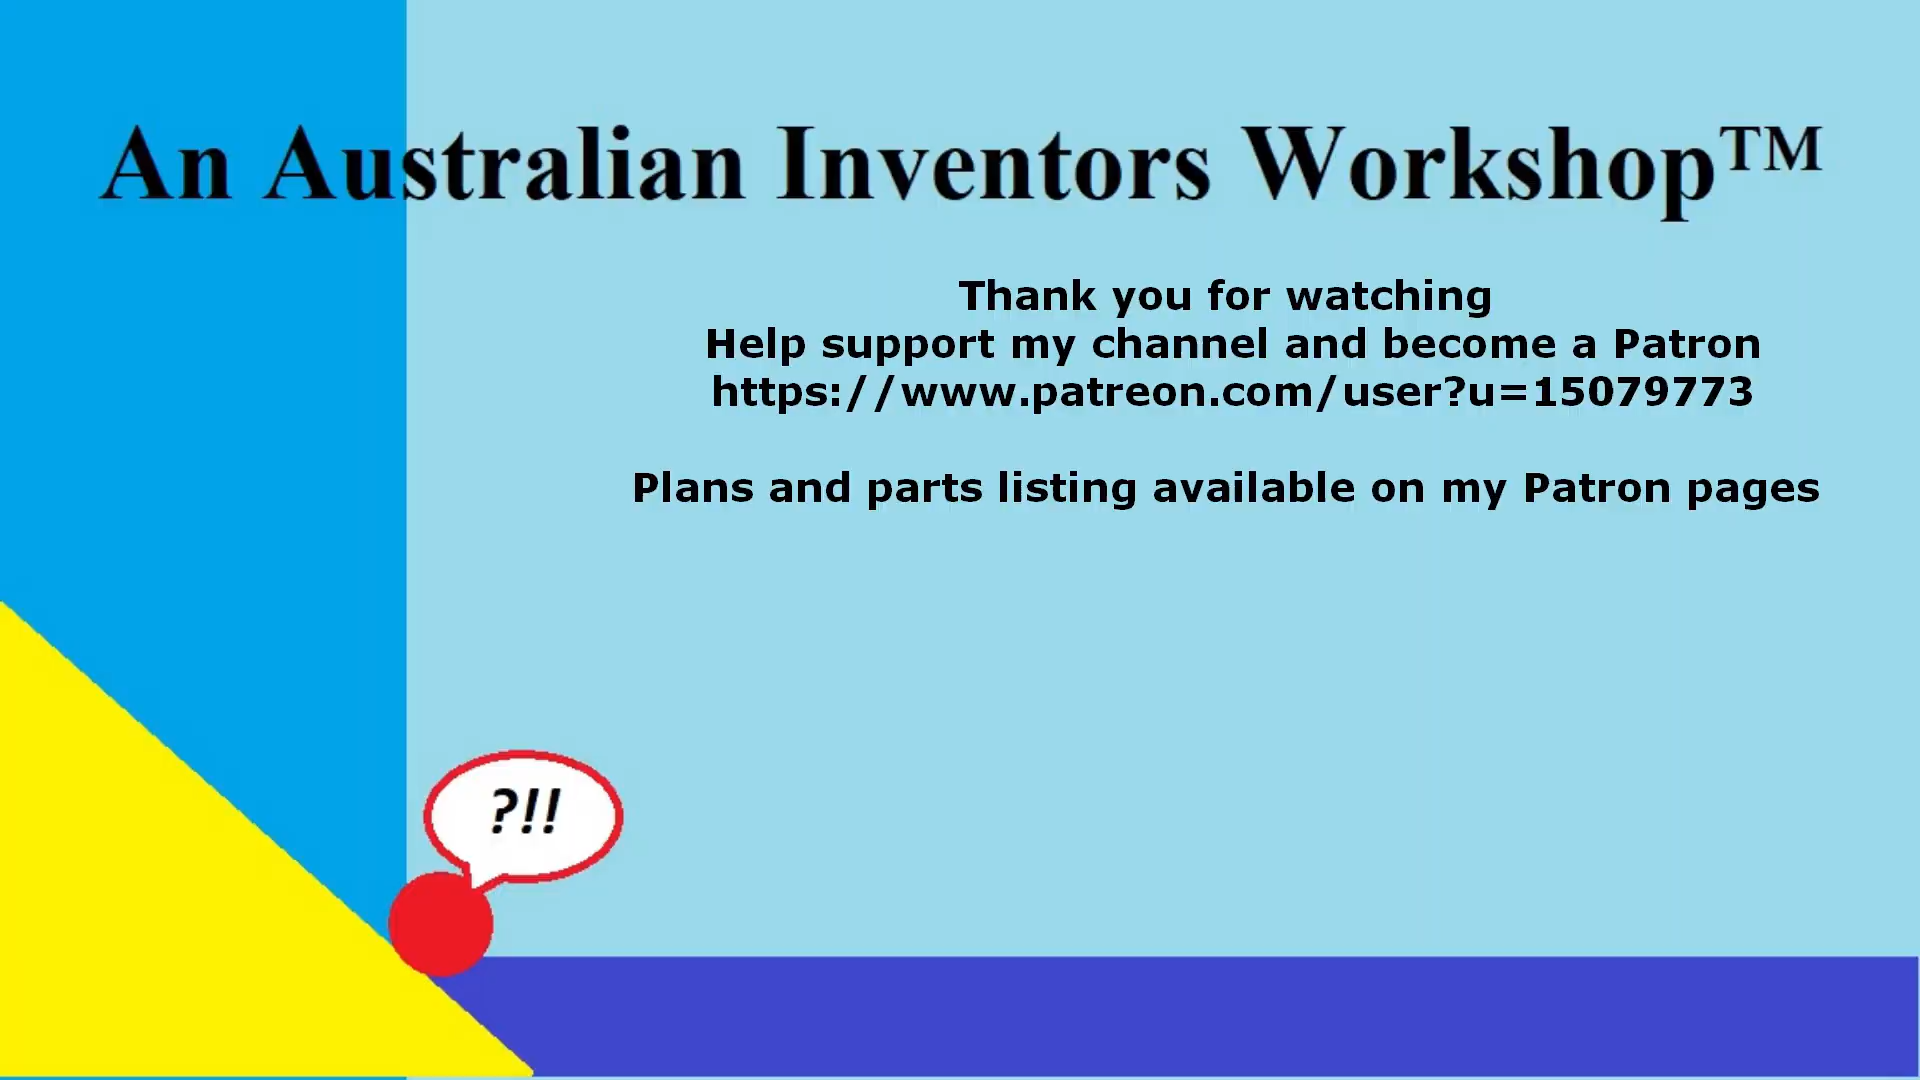 An Australian Inventors Workshop™
Thank you for watching
Help support my channel and become a Patron
https://www.patreon.com/user?u=15079773
Plans and parts listing available on my Patron pages
?!!